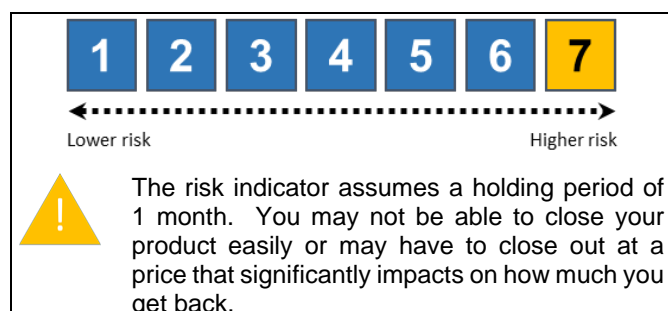 1 2 3 4 5 6 7
Lower risk Higher risk
!
The risk indicator assumes a holding period of
1 month. You may not be able to close your
product easily or may have to close out at a
price that significantly impacts on how much you
get back.